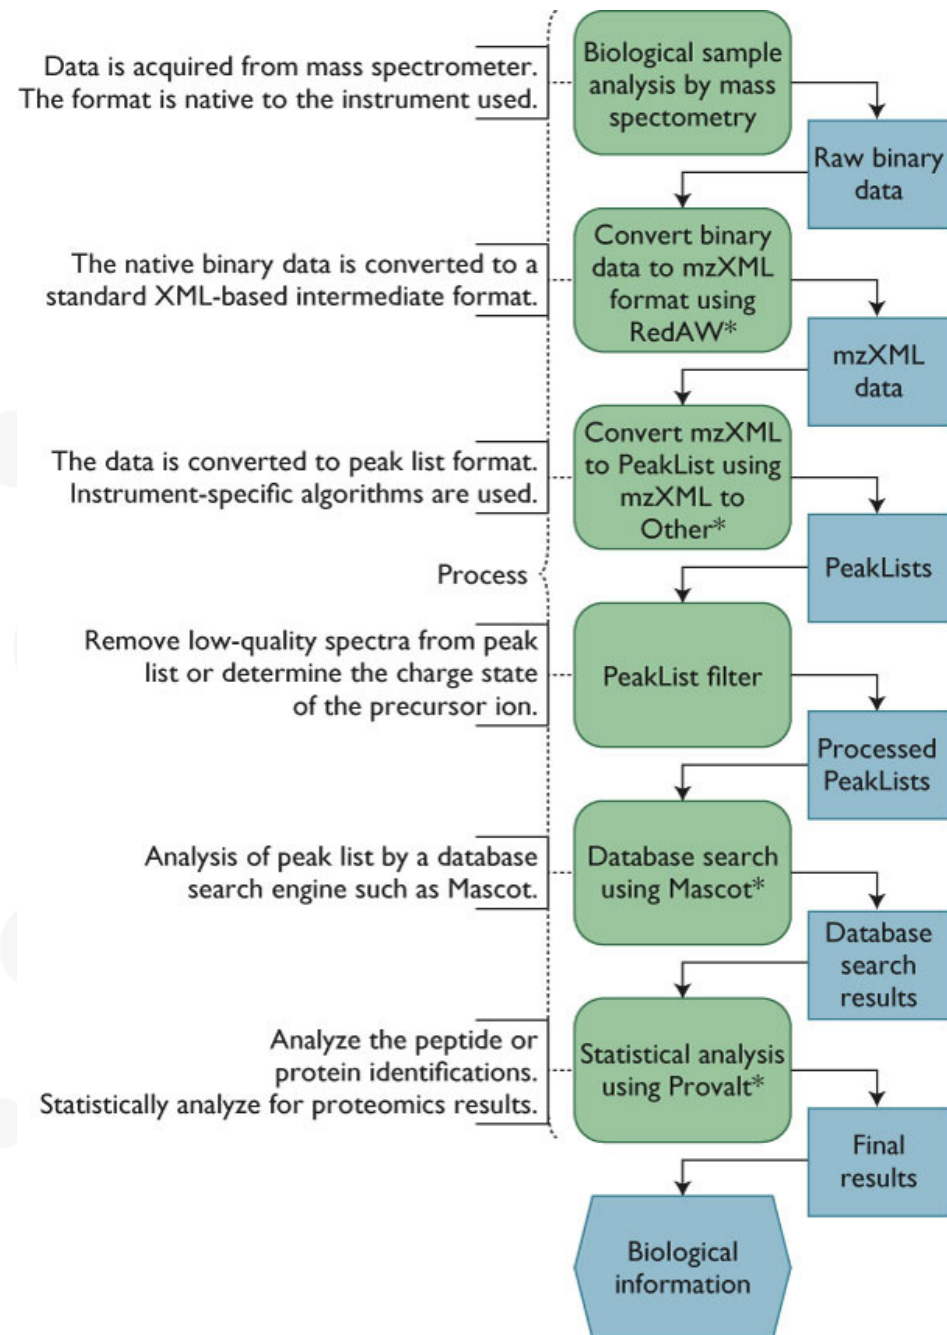 Data is acquired from mass spectrometer.
The format is native to the instrument used.
Biological sample
analysis by mass
spectometry
Raw binary
data
The native binary data is converted to a
standard XML-based intermediate format.
Convert binary
data to mzXML
format using
RedAW*
mzXML
data
The data is converted to peak list format.
Instrument-specific algorithms are used.
Convert mzXML
to PeakList using
mzXML to
Other*
PeakLists
Process
Remove low-quality spectra from peak
list or determine the charge state
of the precursor ion.
PeakList filter
Processed
PeakLists
Analysis of peak list by a database
search engine such as Mascot.
Database search
using Mascot*
Database
search
results
Analyze the peptide or
protein identifications.
Statistically analyze for proteomics results.
Statistical analysis
using Provalt*
Final
results
Biological
information